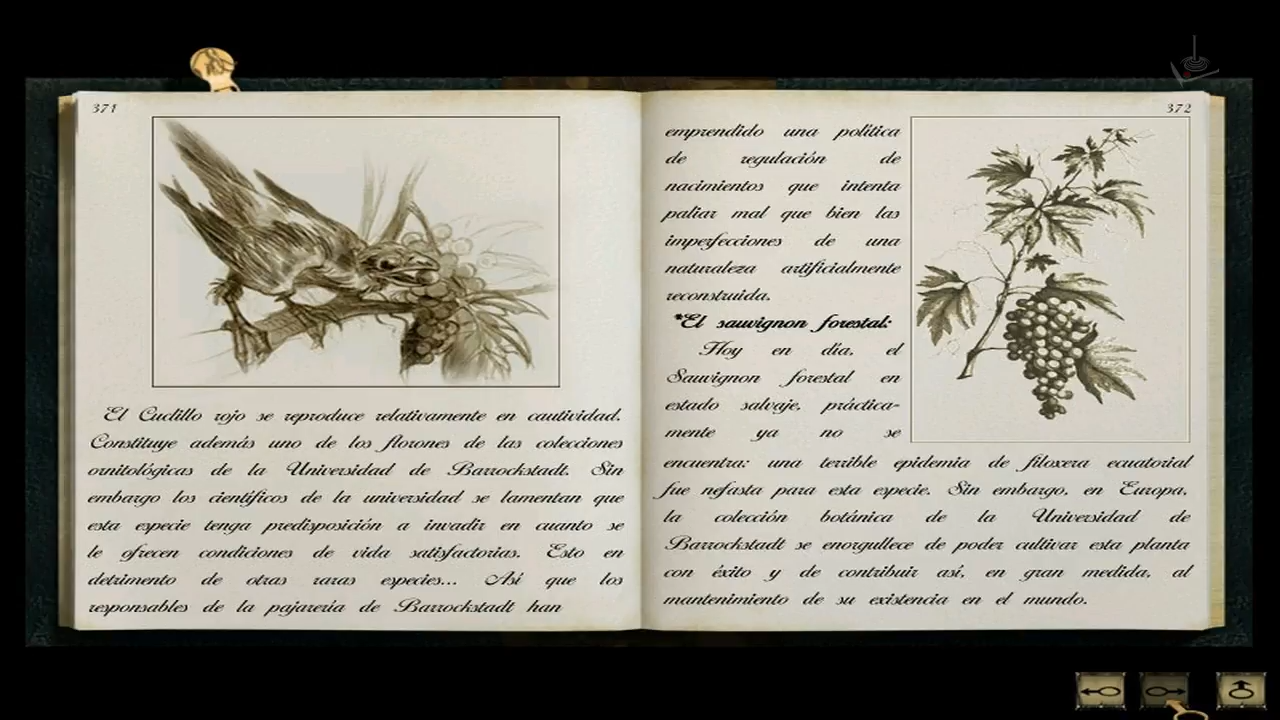 371
El Cuclillo rojo se reproduce relativamente en cautividad.
Constituye además uno de los florones de las colecciones
ornitológicas de la Universidad de Barrockstadt. Sin
embargo los científicos de la universidad se lamentan que
esta especie tenga predisposición a invadir en cuanto se
le ofrecen condiciones de vida satisfactorias. Esto en
detrimento de otras raras especies... Así que los
responsables de la pajarería de Barrockstadt han
372
emprendido una política
de regulación de
nacimientos que intenta
paliar mal que bien las
imperfecciones de una
naturaleza artificialmente
reconstruida.
*El sauvignon forestal:
Hoy en día, el
Sauvignon forestal en
estado salvaje, práctica-
mente ya no se
encuentra: una terrible epidemia de filoxera ecuatorial
fue nefasta para esta especie. Sin embargo, en Europa,
la colección botánica de la Universidad de
Barrockstadt se enorgullece de poder cultivar esta planta
con éxito y de contribuir así, en gran medida, al
mantenimiento de su existencia en el mundo.